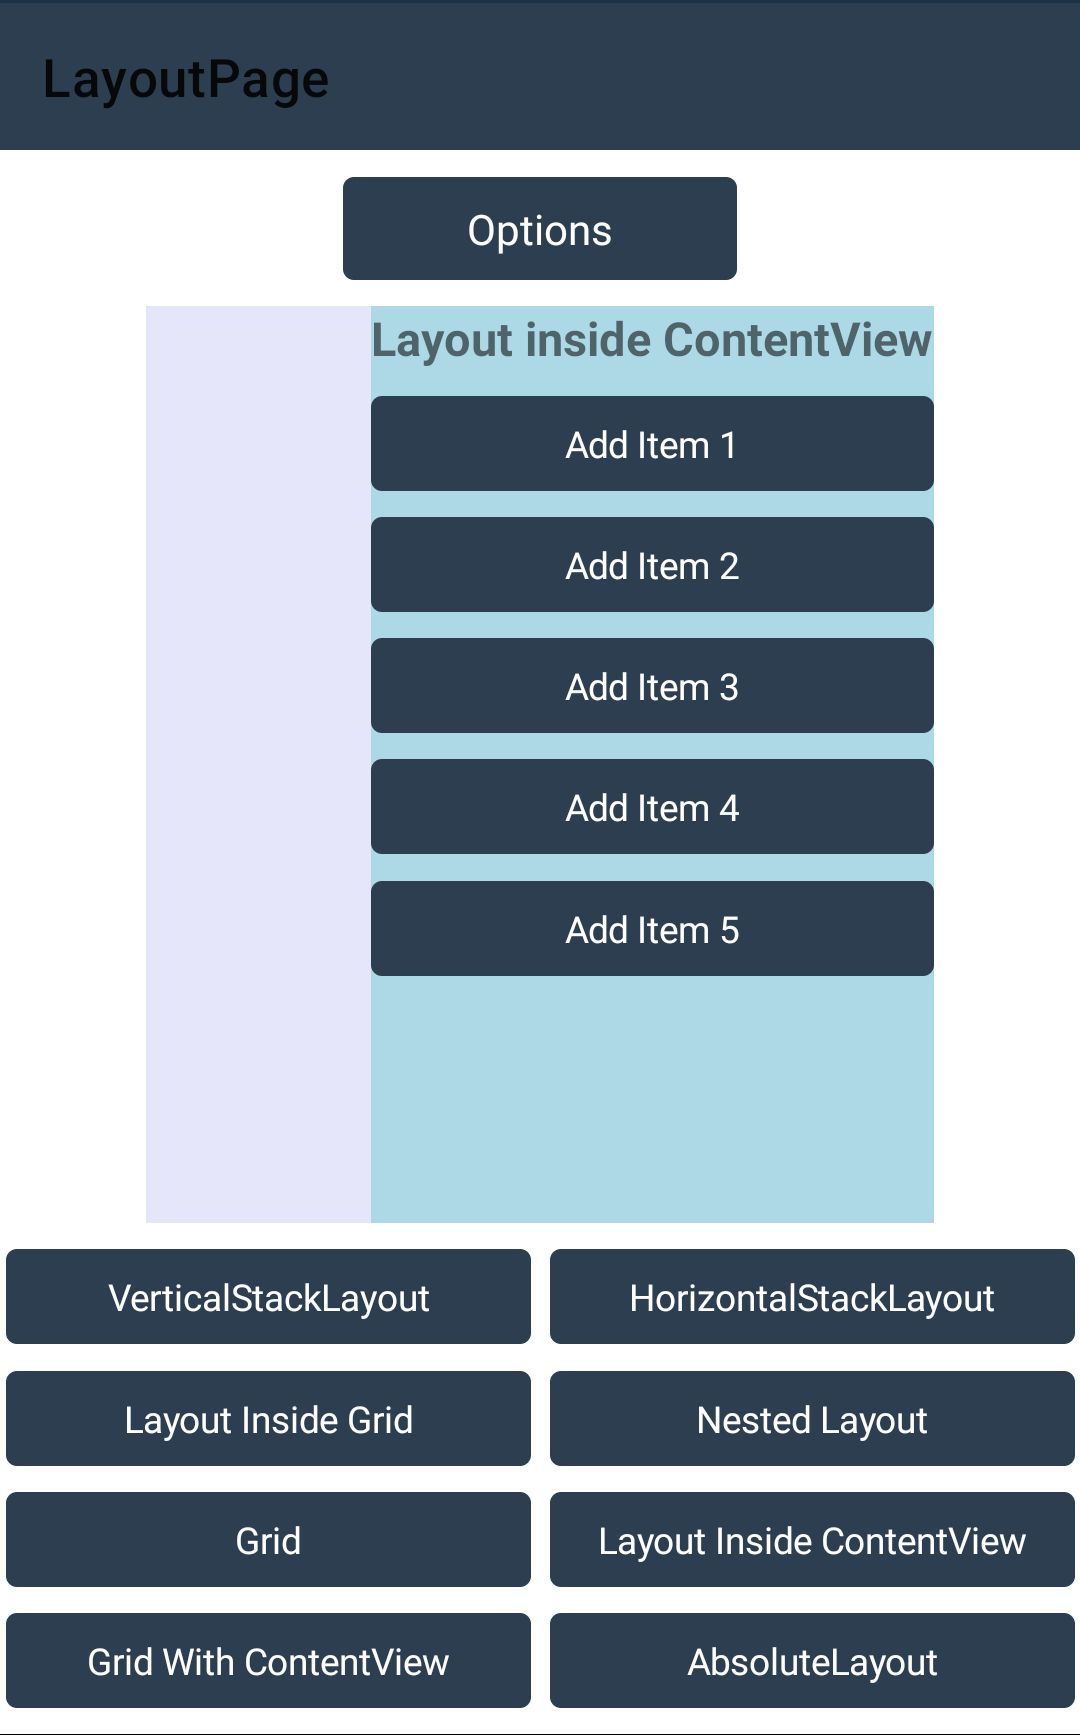 LayoutPage
Options
Layout inside ContentView
Add Item 1
Add Item 2
Add Item 3
Add Item 4
Add Item 5
VerticalStackLayout
HorizontalStackLayout
Layout Inside Grid
Nested Layout
Grid
Layout Inside ContentView
Grid With ContentView
AbsoluteLayout